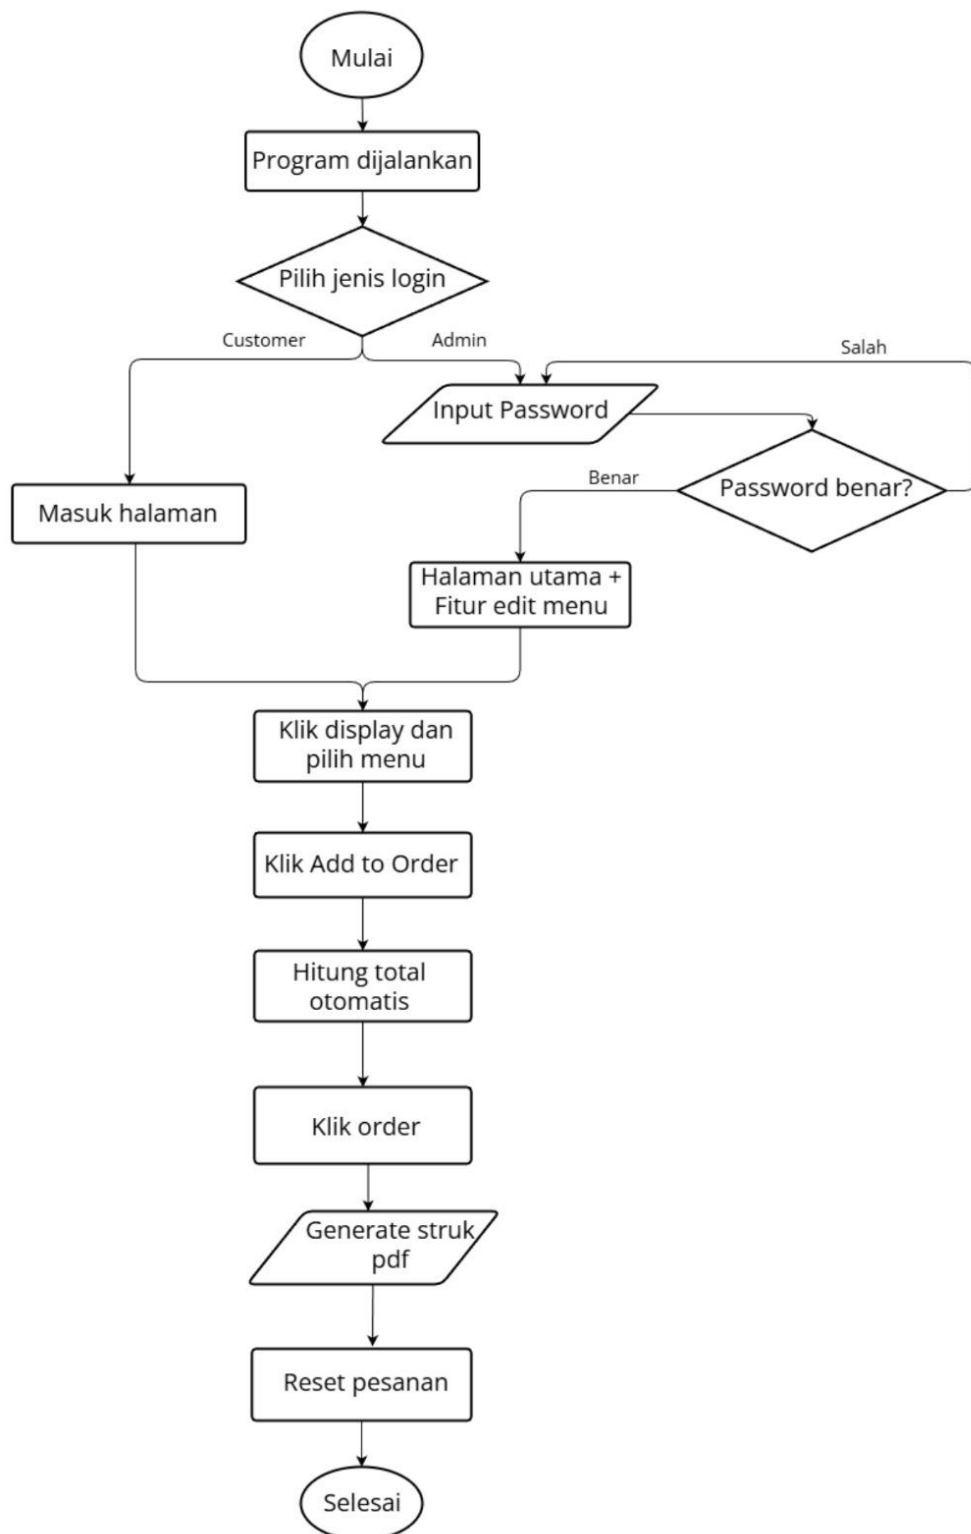 Mulai
Program dijalankan
Pilih jenis login
Customer
Admin
Salah
Input Password
Password benar?
Benar
Masuk halaman
Halaman utama +
Fitur edit menu
Klik display dan
pilih menu
Klik Add to Order
Hitung total
otomatis
Klik order
Generate struk
pdf
Reset pesanan
Selesai